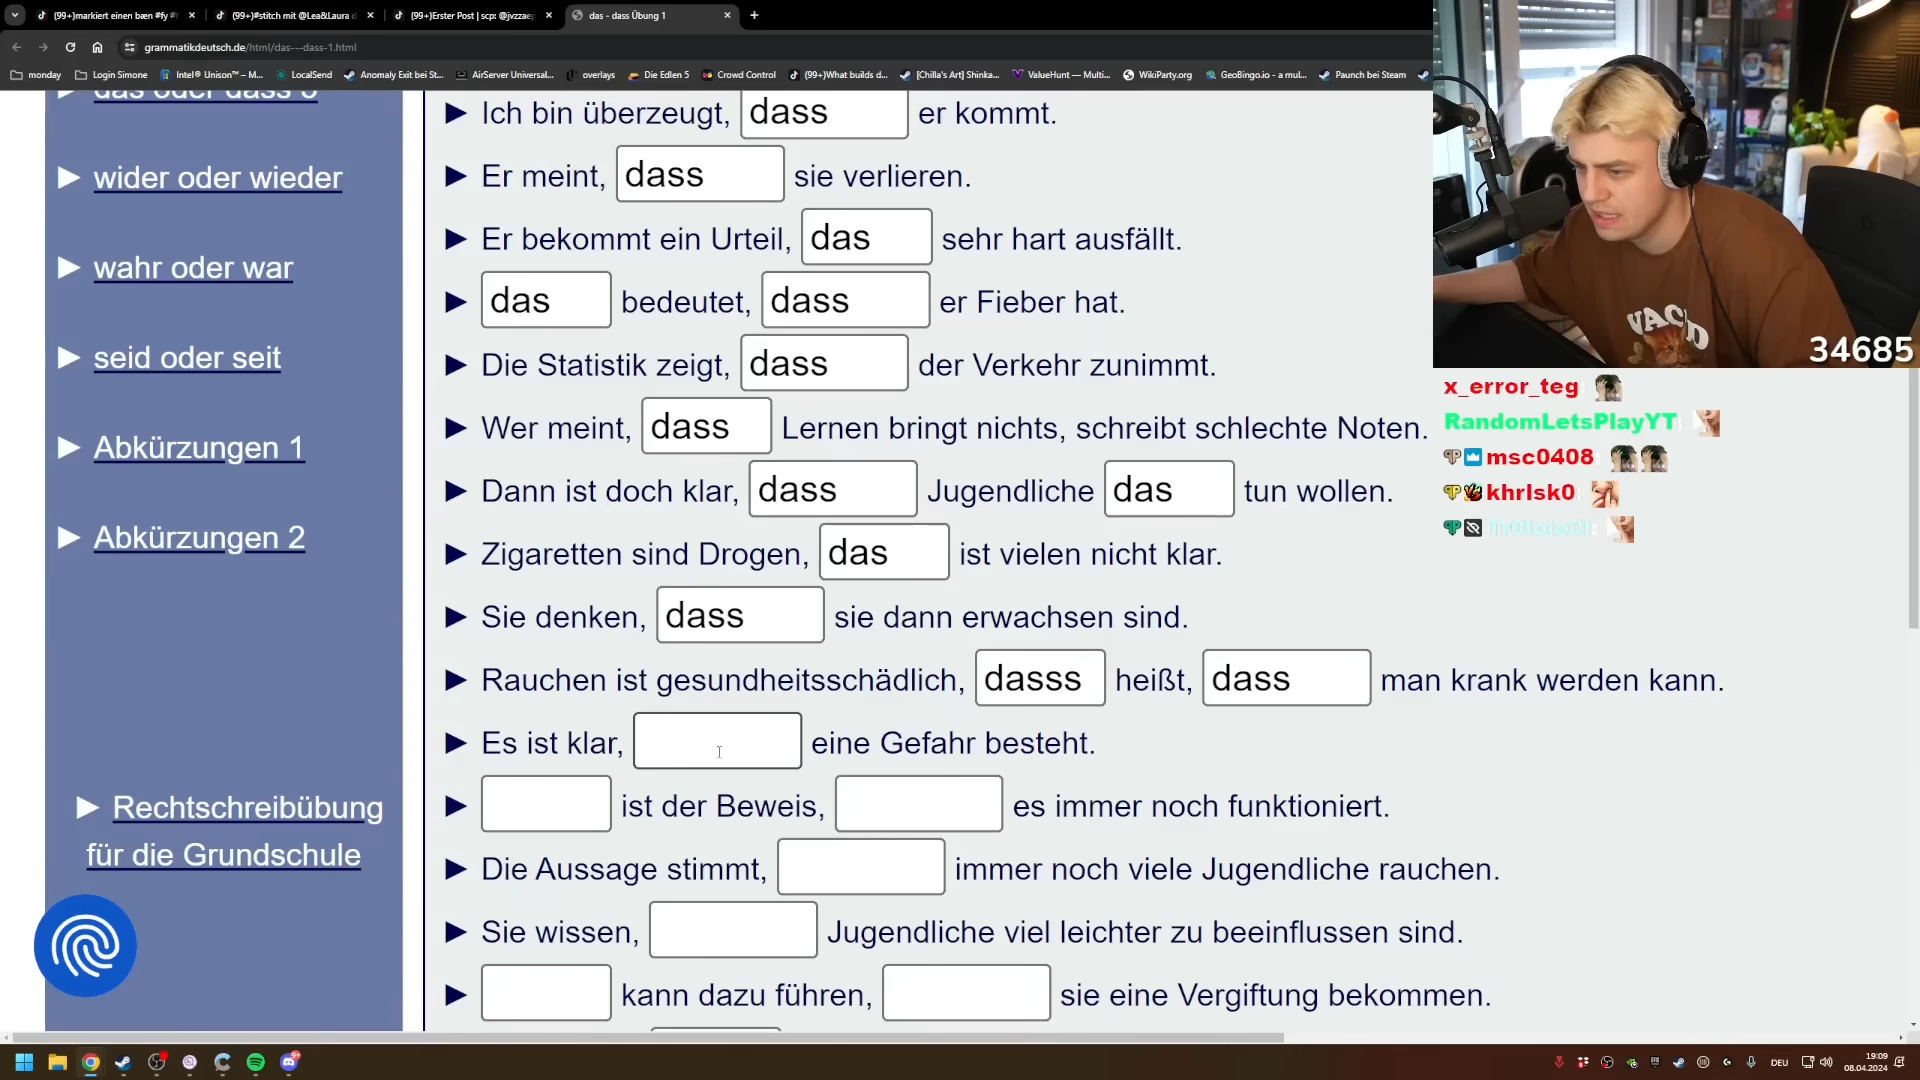 (99+)markiert einen bæn #fy #
(99+)#stitch mit @Lea&Laura
(99+)Erster Post | scp: @jvzzae
das - dass Übung 1
grammatikdeutsch.de/html/das---dass-1.html
monday
Login Simone
Intel® Unison™ – M...
LocalSend
Anomaly Exit bei St...
AirServer Universal...
overlays
Die Edlen 5
Crowd Control
(99+)What builds d...
[Chilla's Art] Shinka...
ValueHunt — Multi...
WikiParty.org
GeoBingo.io - a mul...
Paunch bei Steam
► wider oder wieder
► wahr oder war
► seid oder seit
► Abkürzungen 1
► Abkürzungen 2
► Rechtschreibübung
für die Grundschule
► Ich bin überzeugt, dass er kommt.
► Er meint, dass sie verlieren.
► Er bekommt ein Urteil, das sehr hart ausfällt.
► das bedeutet, dass er Fieber hat.
► Die Statistik zeigt, dass der Verkehr zunimmt.
► Wer meint, dass Lernen bringt nichts, schreibt schlechte Noten.
► Dann ist doch klar, dass Jugendliche das tun wollen.
► Zigaretten sind Drogen, das ist vielen nicht klar.
► Sie denken, dass sie dann erwachsen sind.
► Rauchen ist gesundheitsschädlich, dasss heißt, dass man krank werden kann.
► Es ist klar, eine Gefahr besteht.
► ist der Beweis, es immer noch funktioniert.
► Die Aussage stimmt, immer noch viele Jugendliche rauchen.
► Sie wissen, Jugendliche viel leichter zu beeinflussen sind.
► kann dazu führen, sie eine Vergiftung bekommen.
34685
x_error_teg
RandomLetsPlayYT
msc0408
khrlsk0
DEU
19:09
08.04.2024